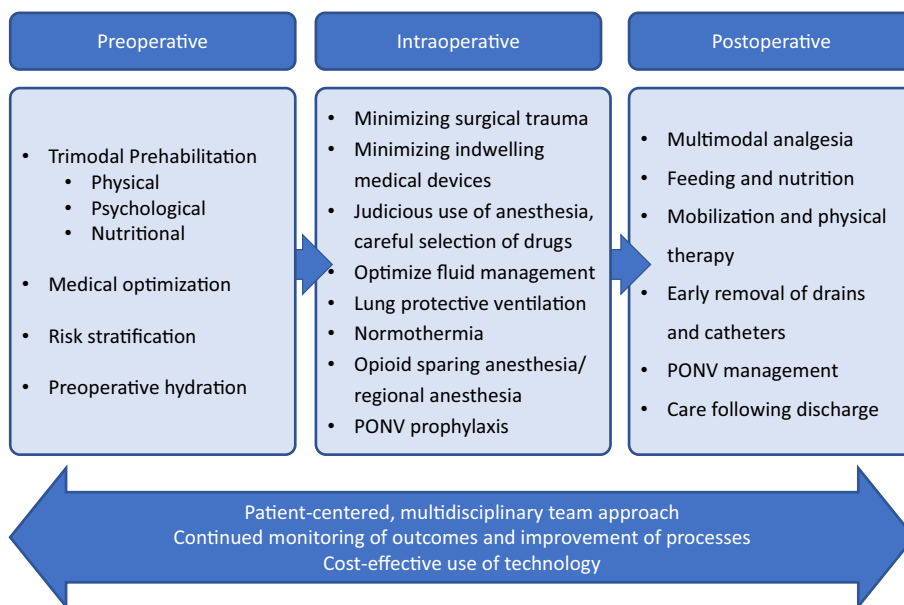 Preoperative
Intraoperative
Postoperative
• Trimodal Prehabilitation
• Physical
• Psychological
• Nutritional
• Medical optimization
• Risk stratification
• Preoperative hydration
• Minimizing surgical trauma
• Minimizing indwelling
medical devices
• Judicious use of anesthesia,
careful selection of drugs
• Optimize fluid management
• Lung protective ventilation
• Normothermia
• Opioid sparing anesthesia/
regional anesthesia
• PONV prophylaxis
• Multimodal analgesia
• Feeding and nutrition
• Mobilization and physical
therapy
• Early removal of drains
and catheters
• PONV management
• Care following discharge
Patient-centered, multidisciplinary team approach
Continued monitoring of outcomes and improvement of processes
Cost-effective use of technology